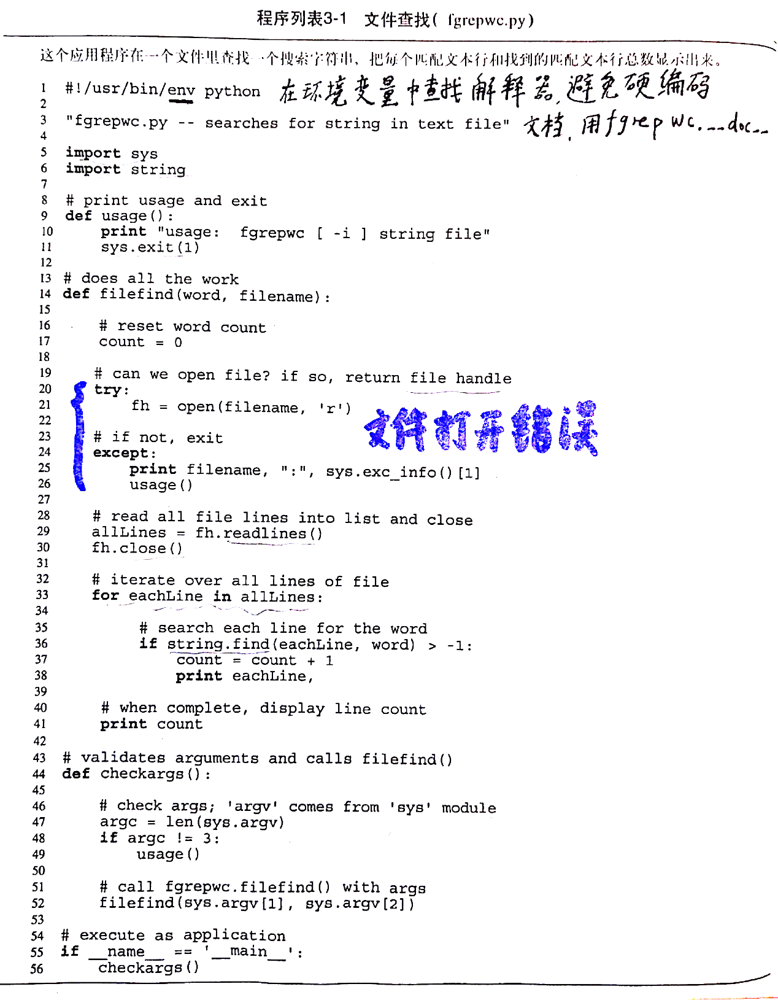 程序列表3-1 文件查找( fgrepwc.py)
这个应用程序在一个文件里查找一个搜索字符串，把每个匹配文本行和找到的匹配文本行总数显示出来。
1 #!/usr/bin/env python 在环境变量中查找解释器,避免硬编码
2
3 "fgrepwc.py -- searches for string in text file" 文档,用fgrepwc.__doc__
4
5 import sys
6 import string
7
8 # print usage and exit
9 def usage():
10     print "usage:  fgrepwc [ -i ] string file"
11     sys.exit(1)
12
13 # does all the work
14 def filefind(word, filename):
15
16     # reset word count
17     count = 0
18
19     # can we open file? if so, return file handle
20     try:
21         fh = open(filename, 'r') 文件打开错误
22
23     # if not, exit
24     except:
25         print filename, ":", sys.exc_info()[1]
26         usage()
27
28     # read all file lines into list and close
29     allLines = fh.readlines()
30     fh.close()
31
32     # iterate over all lines of file
33     for eachLine in allLines:
34
35         # search each line for the word
36         if string.find(eachLine, word) > -1:
37             count = count + 1
38             print eachLine,
39
40     # when complete, display line count
41     print count
42
43 # validates arguments and calls filefind()
44 def checkargs():
45
46     # check args; 'argv' comes from 'sys' module
47     argc = len(sys.argv)
48     if argc != 3:
49         usage()
50
51     # call fgrepwc.filefind() with args
52     filefind(sys.argv[1], sys.argv[2])
53
54 # execute as application
55 if __name__ == '__main__':
56     checkargs()